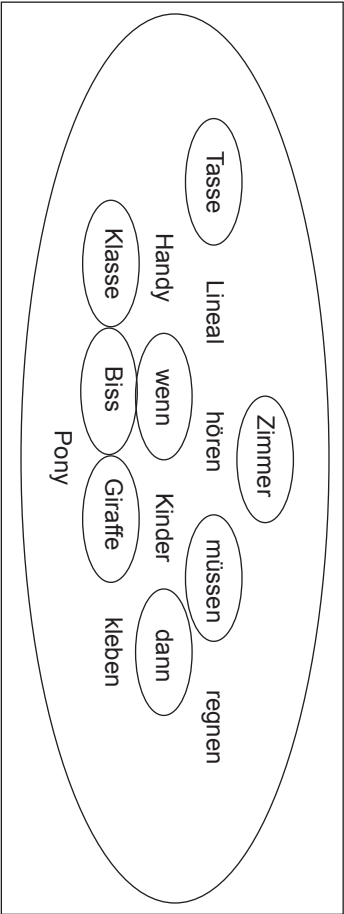 Zimmer
Tasse Lineal hören müssen regnen
Handy wenn Kinder dann
Klasse Biss Giraffe kleben
Pony